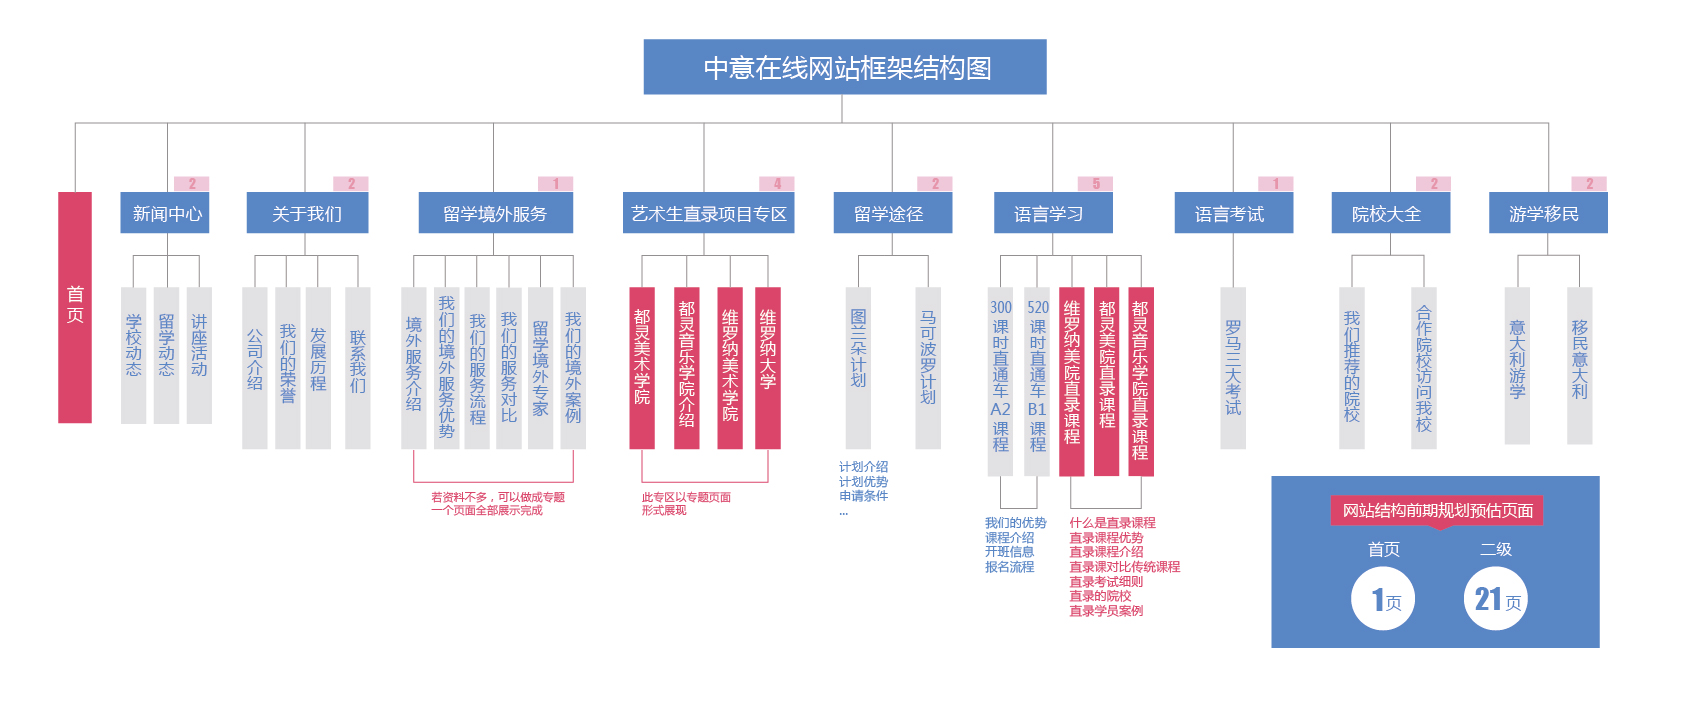 中意在线网站框架结构图
首页
2
新闻中心
2
关于我们
1
留学境外服务
4
艺术生直录项目专区
2
留学途径
5
语言学习
1
语言考试
2
院校大全
2
游学移民
学校动态
留学动态
讲座活动
公司介绍
我们的荣誉
发展历程
联系我们
境外服务介绍
我们的境外服务优势
我们的服务流程
我们的服务对比
留学境外专家
我们的境外案例
都灵美术学院
都灵音乐学院介绍
维罗纳美术学院
维罗纳大学
图兰朵计划
马可波罗计划
300课时直通车A2课程
520课时直通车B1课程
维罗纳美院直录课程
都灵美院直录课程
都灵音乐学院直录课程
罗马三大考试
我们推荐的院校
合作院校访问我校
意大利游学
移民意大利
若资料不多，可以做成专题
一个页面全部展示完成
此专区以专题页面
形式展现
计划介绍
计划优势
申请条件
...
我们的优势
课程介绍
开班信息
报名流程
什么是直录课程
直录课程优势
直录课程介绍
直录课对比传统课程
直录考试细则
直录的院校
直录学员案例
网站结构前期规划预估页面
首页
二级
1页
21页